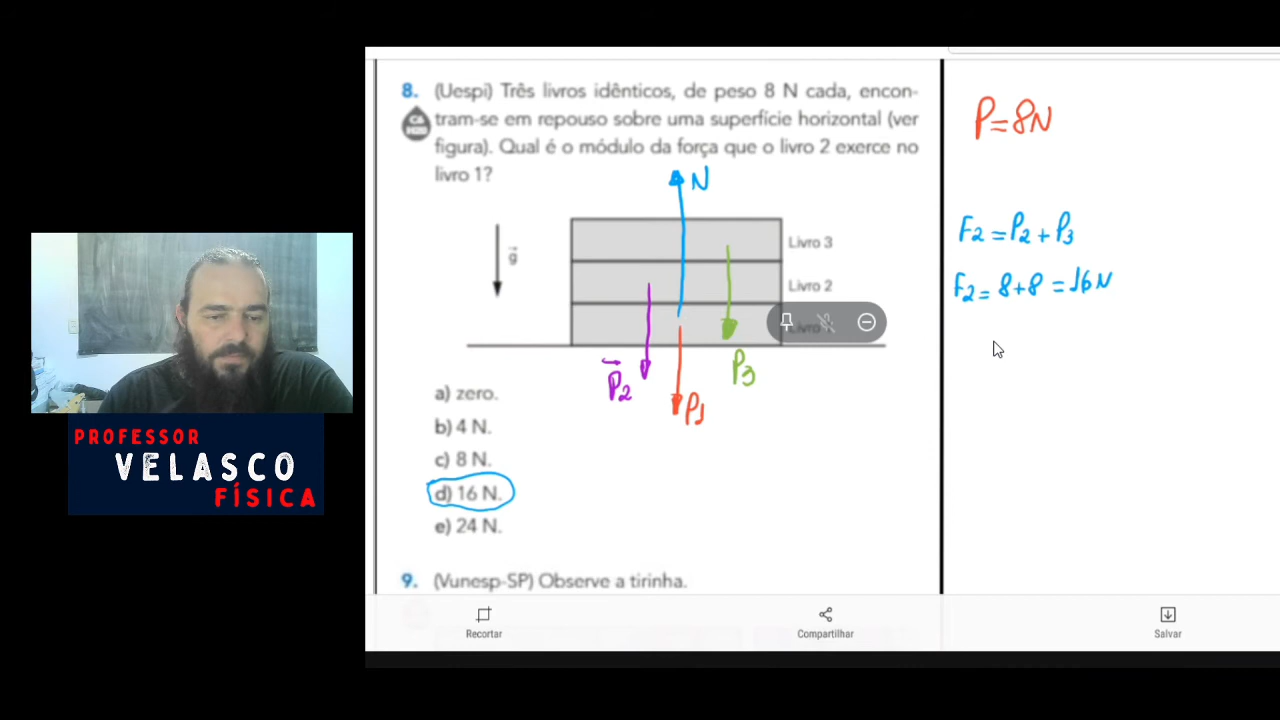 8. (Uespi) Três livros idênticos, de peso 8 N cada, encon-
tram-se em repouso sobre uma superfície horizontal (ver
figura). Qual é o módulo da força que o livro 2 exerce no
livro 1?
P=8N
N
Livro 3
g
Livro 2
F2 = P2 + P3
F2 = 8+8 = 16N
P2
P3
P1
a) zero.
b) 4 N.
c) 8 N.
d) 16 N.
e) 24 N.
9. (Vunesp-SP) Observe a tirinha.
PROFESSOR
VELASCO
FÍSICA
Recortar
Compartilhar
Salvar